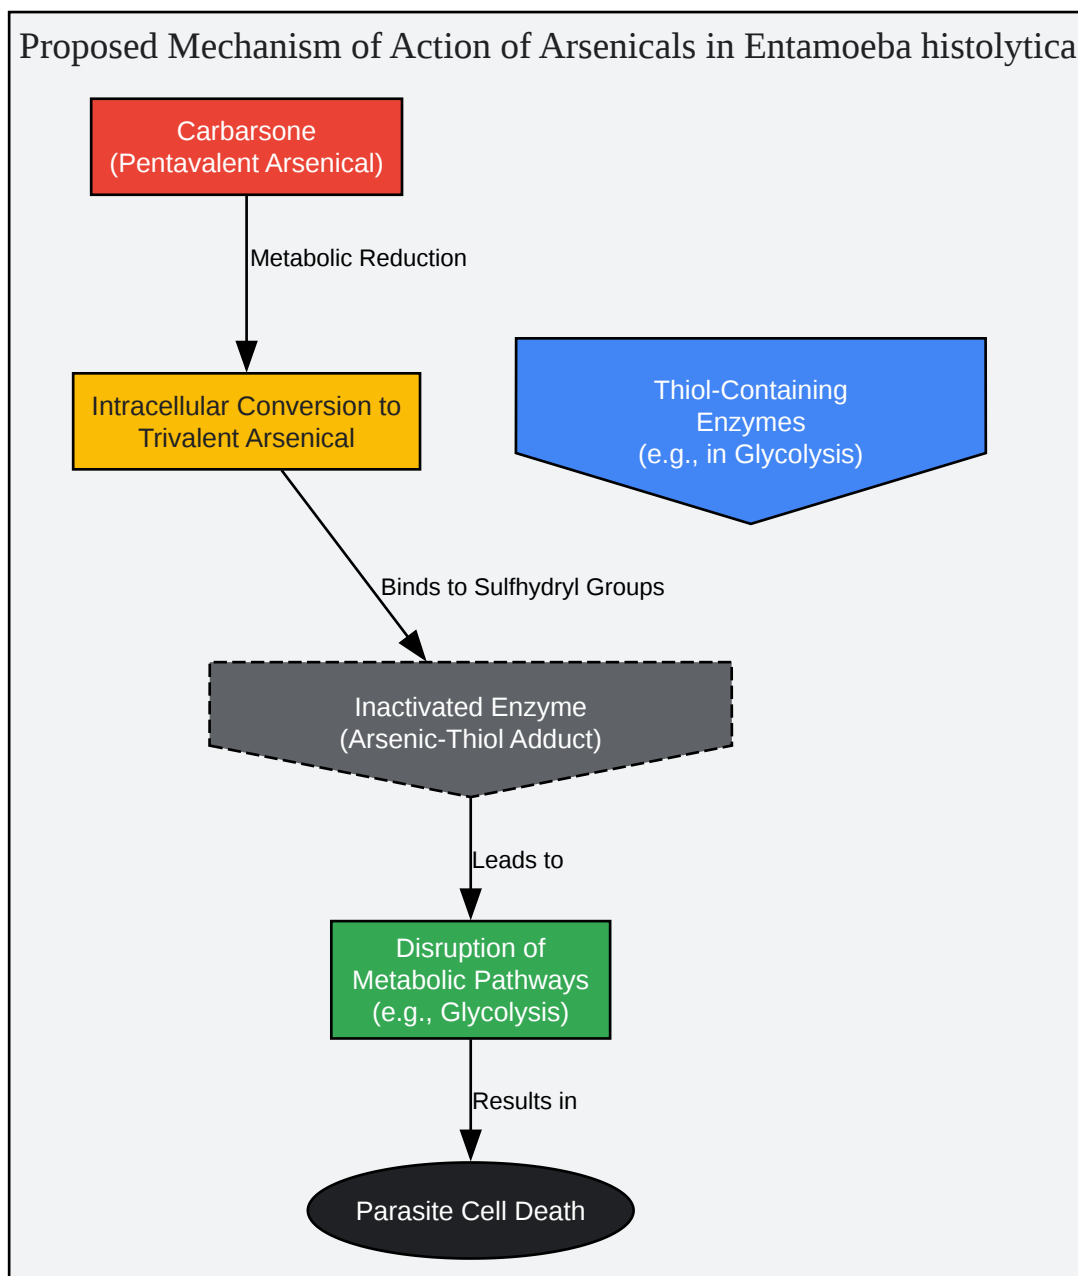 Proposed Mechanism of Action of Arsenicals in Entamoeba histolytica
Carbarsone
(Pentavalent Arsenical)
Metabolic Reduction
Intracellular Conversion to
Trivalent Arsenical
Thiol-Containing
Enzymes
(e.g., in Glycolysis)
Binds to Sulfhydryl Groups
Inactivated Enzyme
(Arsenic-Thiol Adduct)
Leads to
Disruption of
Metabolic Pathways
(e.g., Glycolysis)
Results in
Parasite Cell Death